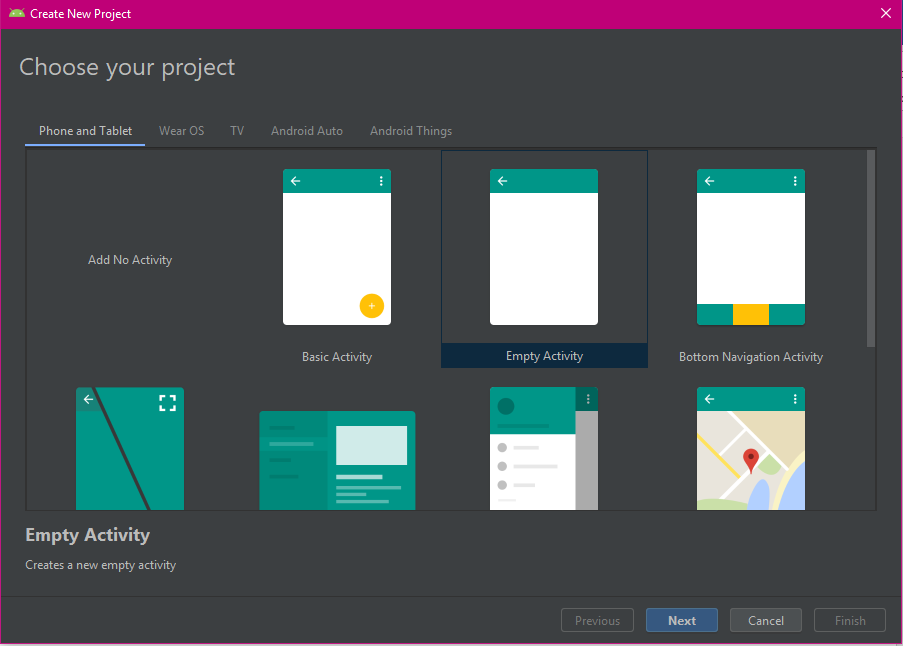 Create New Project
Choose your project
Phone and Tablet
Wear OS
TV
Android Auto
Android Things
Add No Activity
Basic Activity
Empty Activity
Bottom Navigation Activity
Empty Activity
Creates a new empty activity
Previous
Next
Cancel
Finish